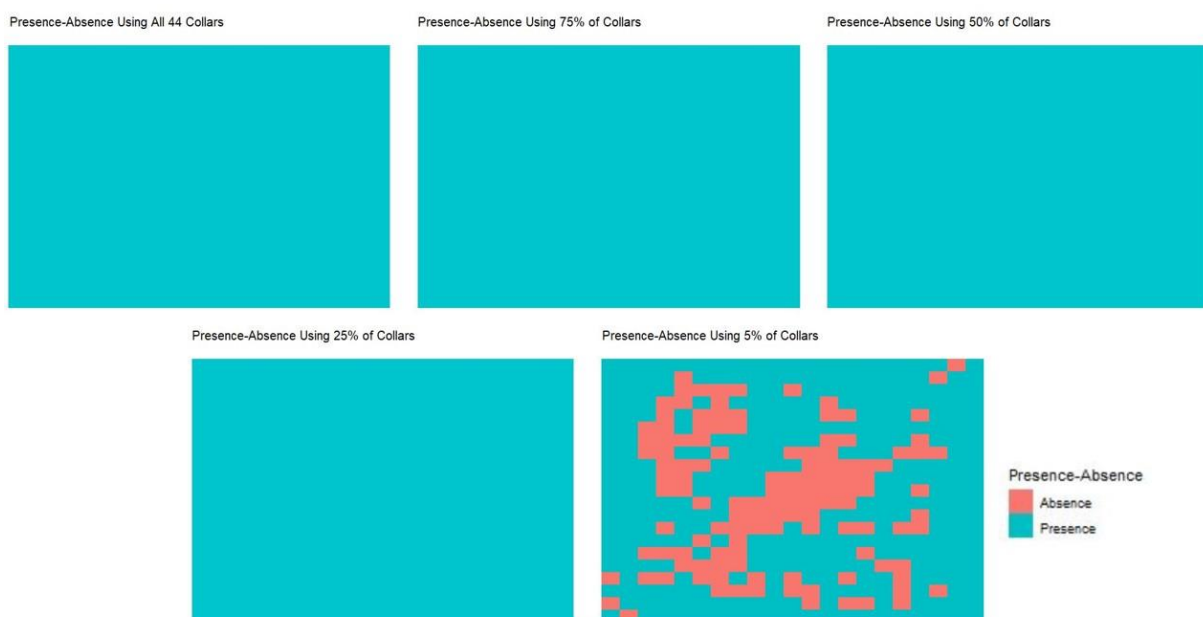 Presence-Absence Using All 44 Collars
Presence-Absence Using 75% of Collars
Presence-Absence Using 50% of Collars
Presence-Absence Using 25% of Collars
Presence-Absence Using 5% of Collars
Presence-Absence
Absence
Presence